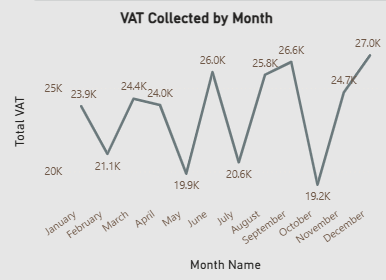 VAT Collected by Month
27.0K
26.6K
26.0K
25.8K
25K
23.9K
24.4K
24.0K
24.7K
21.1K
20K
19.9K
20.6K
19.2K
Total VAT
January
February
March
April
May
June
July
August
September
October
November
December
Month Name